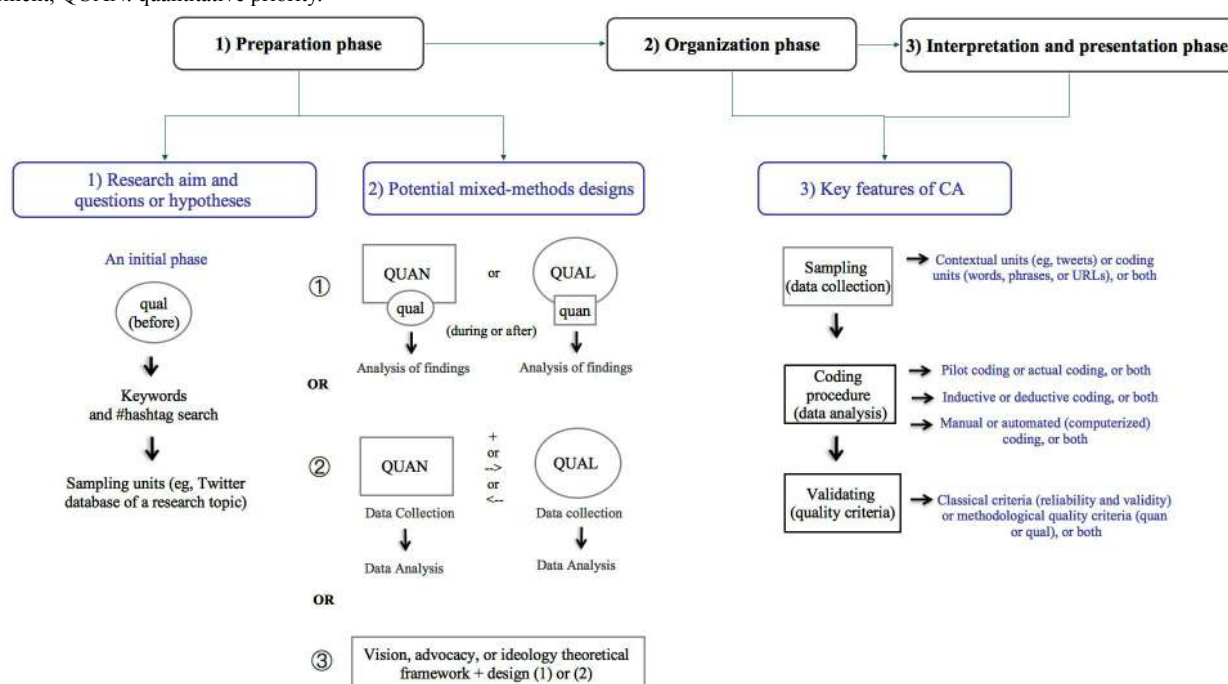 1) Preparation phase
2) Organization phase
3) Interpretation and presentation phase
1) Research aim and
questions or hypotheses
2) Potential mixed-methods designs
3) Key features of CA
An initial phase
qual
(before)
Keywords
and #hashtag search
Sampling units (eg, Twitter
database of a research topic)
①
QUAN
qual
or
QUAL
quan
(during or after)
Analysis of findings
Analysis of findings
OR
②
QUAN
+
or
-->
or
<--
QUAL
Data Collection
Data collection
Data Analysis
Data Analysis
OR
③
Vision, advocacy, or ideology theoretical
framework + design (1) or (2)
Sampling
(data collection)
Contextual units (eg, tweets) or coding
units (words, phrases, or URLs), or both
Coding
procedure
(data analysis)
Pilot coding or actual coding, or both
Inductive or deductive coding, or both
Manual or automated (computerized)
coding, or both
Validating
(quality criteria)
Classical criteria (reliability and validity)
or methodological quality criteria (quan
or qual), or both